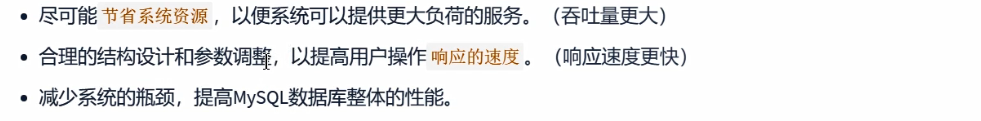 • 尽可能节省系统资源，以便系统可以提供更大负荷的服务。（吞吐量更大）
• 合理的结构设计和参数调整，以提高用户操作响应的速度。（响应速度更快）
• 减少系统的瓶颈，提高MySQL数据库整体的性能。